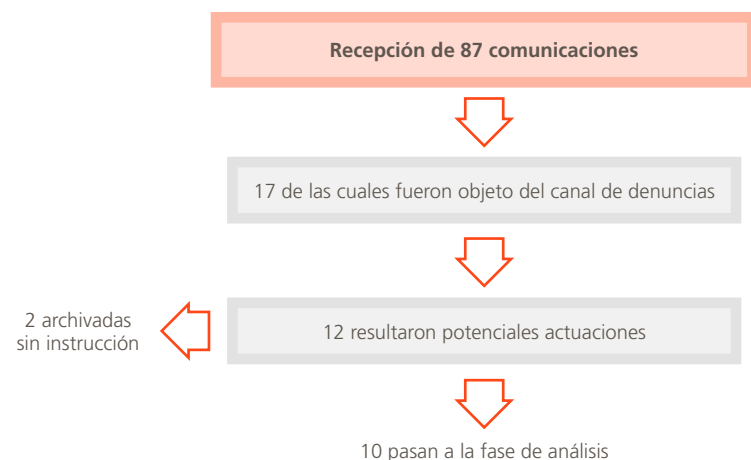 Recepción de 87 comunicaciones
17 de las cuales fueron objeto del canal de denuncias
2 archivadas
sin instrucción
12 resultaron potenciales actuaciones
10 pasan a la fase de análisis